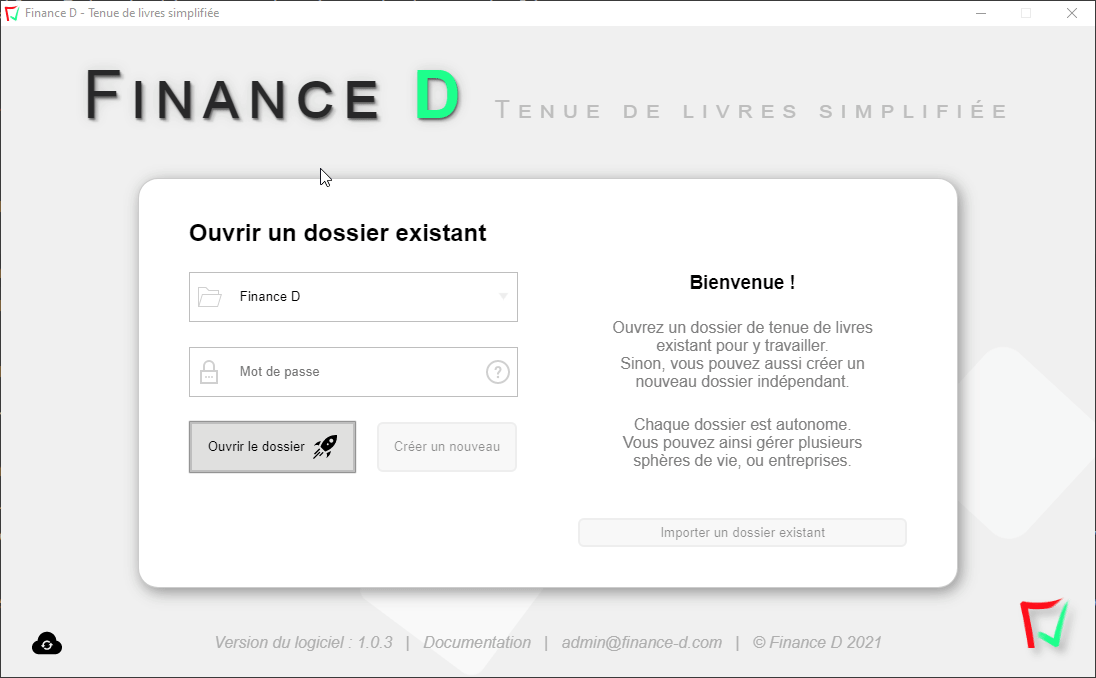 Finance D - Tenue de livres simplifiée
Finance D Tenue de livres simplifiée
Ouvrir un dossier existant
Finance D
Mot de passe
?
Ouvrir le dossier
Créer un nouveau
Bienvenue !
Ouvrez un dossier de tenue de livres
existant pour y travailler.
Sinon, vous pouvez aussi créer un
nouveau dossier indépendant.
Chaque dossier est autonome.
Vous pouvez ainsi gérer plusieurs
sphères de vie, ou entreprises.
Importer un dossier existant
Version du logiciel : 1.0.3 | Documentation | admin@finance-d.com | © Finance D 2021